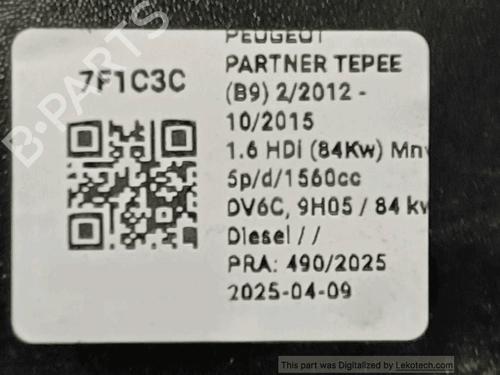 PEUGEOT
7F1C3C
PARTNER TEPEE
(B9) 2/2012 -
10/2015
1.6 HDi (84Kw) Mnv
5p/d/1560cc
DV6C, 9H05 / 84 kw
Diesel / /
PRA: 490/2025
2025-04-09
B-PARTS
This part was Digitalized by Lekotech.com